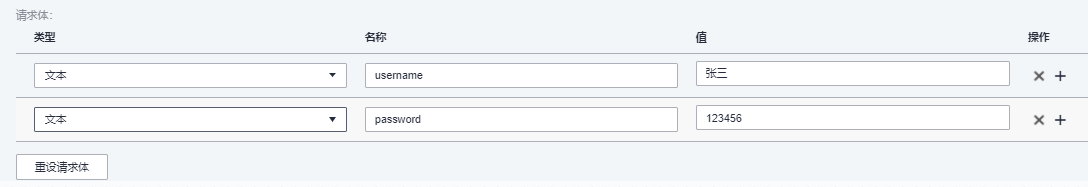 请求体：
类型 名称 值 操作
文本 username 张三
文本 password 123456
重设请求体